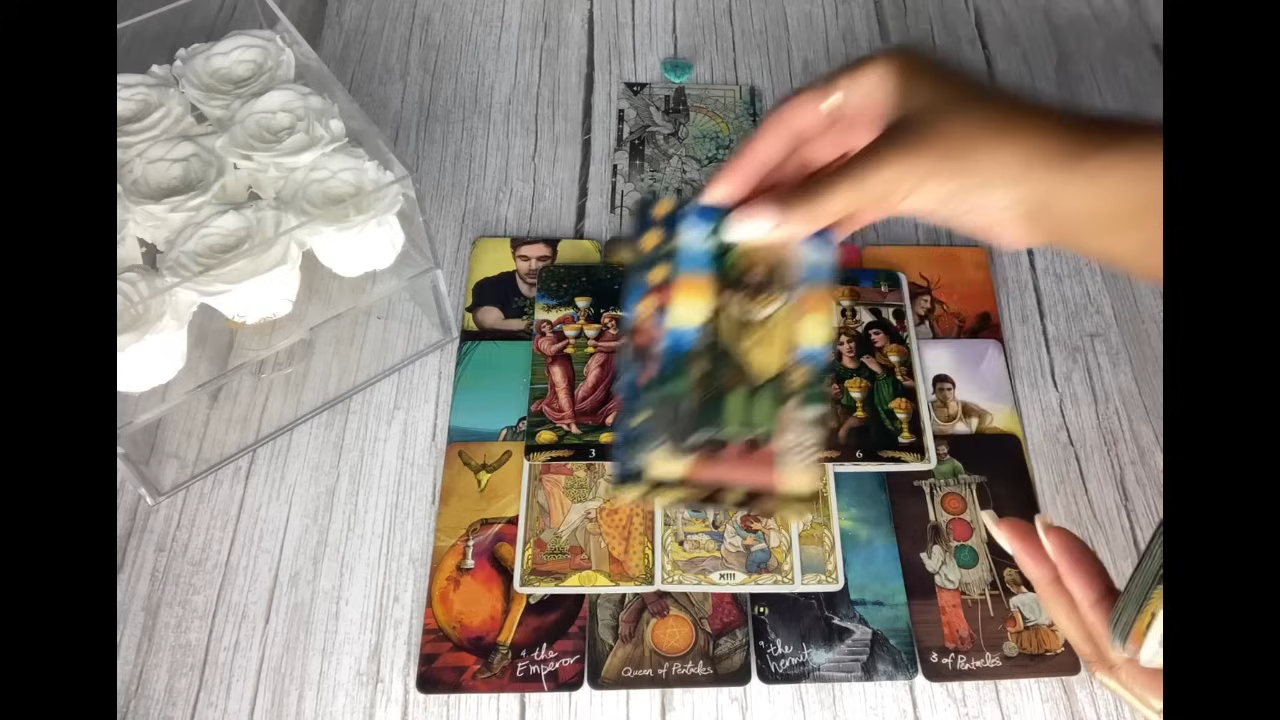 3
6
XIII
4. the
Emperor
Queen of Pentacles
9. the
hermit
3 of Pentacles